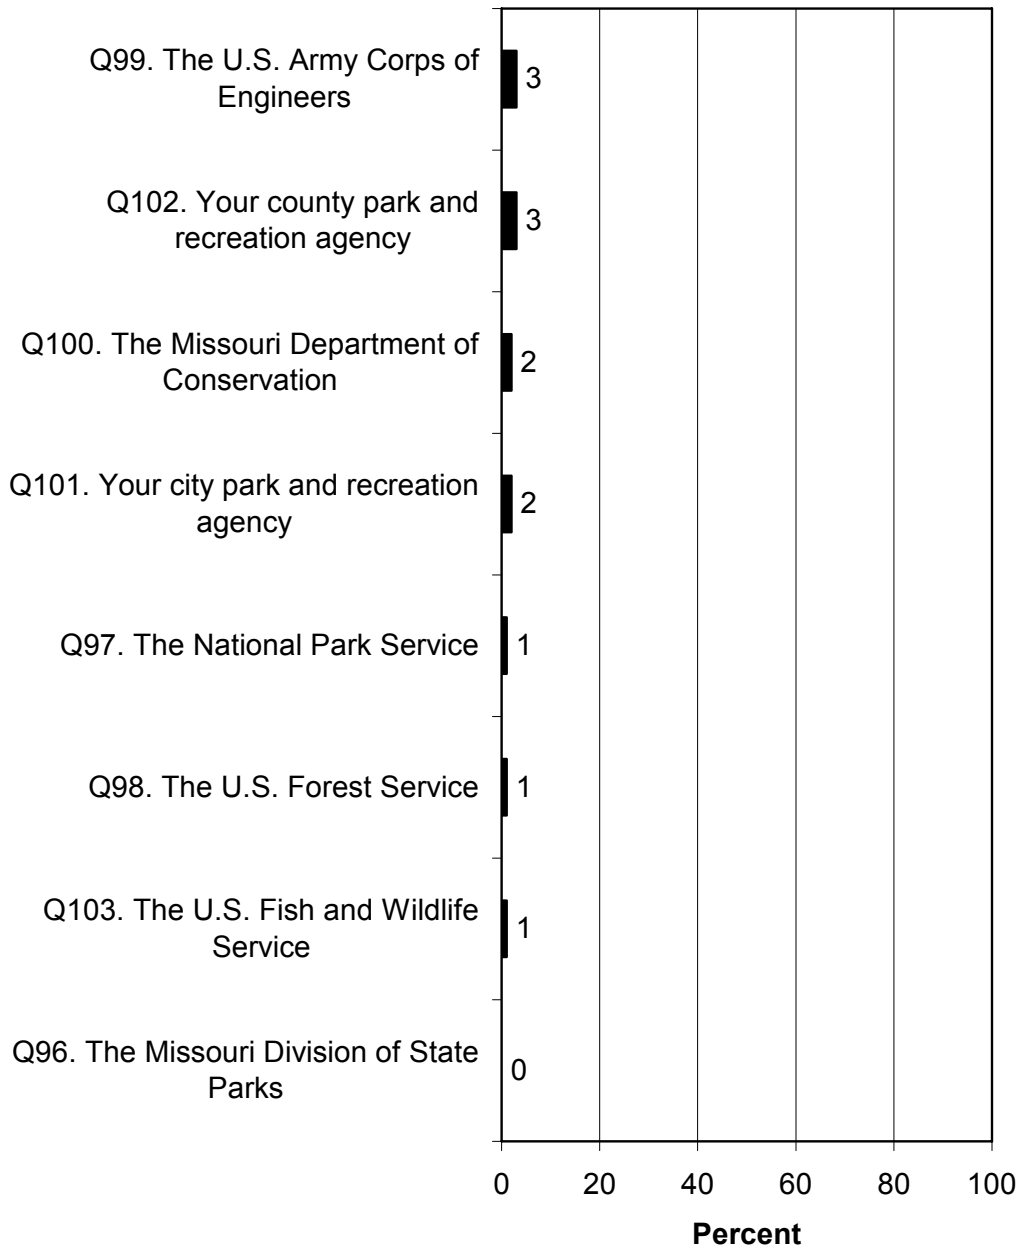 Q99. The U.S. Army Corps of
Engineers
3
Q102. Your county park and
recreation agency
3
Q100. The Missouri Department of
Conservation
2
Q101. Your city park and recreation
agency
2
Q97. The National Park Service
1
Q98. The U.S. Forest Service
1
Q103. The U.S. Fish and Wildlife
Service
1
Q96. The Missouri Division of State
Parks
0
0 20 40 60 80 100
Percent